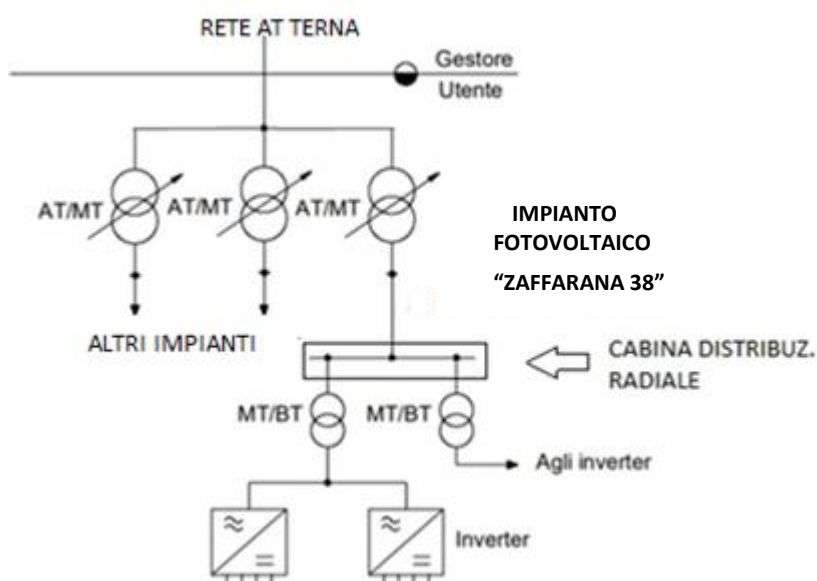 RETE AT TERNA
Gestore
Utente
AT/MT
AT/MT
AT/MT
IMPIANTO
FOTOVOLTAICO
“ZAFFARANA 38”
ALTRI IMPIANTI
CABINA DISTRIBUZ.
RADIALE
MT/BT
MT/BT
Agli inverter
Inverter